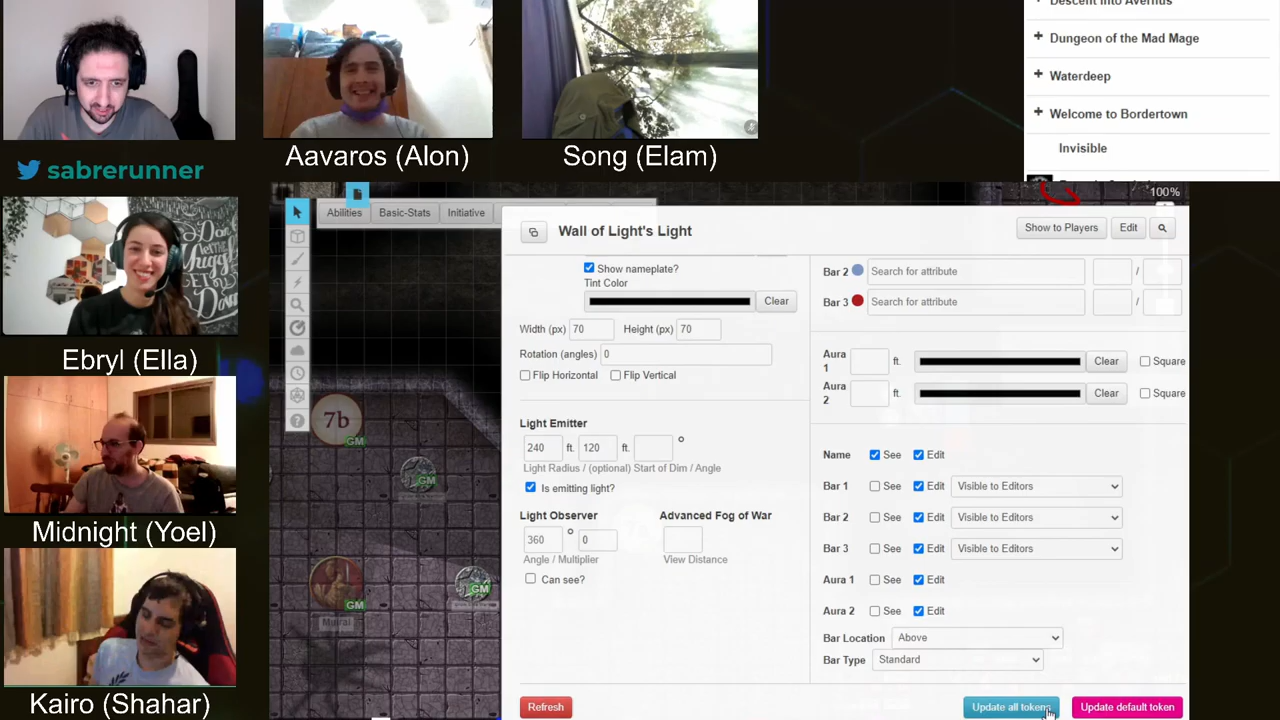 Descent into Avernus
+ Dungeon of the Mad Mage
+ Waterdeep
+ Welcome to Bordertown
Invisible
Aavaros (Alon)
Song (Elam)
sabrerunner
100%
Abilities Basic-Stats Initiative
Wall of Light's Light
Show to Players Edit
Show nameplate?
Tint Color
Clear
Width (px) 70 Height (px) 70
Rotation (angles) 0
Flip Horizontal Flip Vertical
Light Emitter
240 ft. 120 ft. °
Light Radius / (optional) Start of Dim / Angle
Is emitting light?
Light Observer Advanced Fog of War
360 ° 0
Angle / Multiplier View Distance
Can see?
Refresh
Bar 2 Search for attribute /
Bar 3 Search for attribute /
Aura 1 ft. Clear Square
Aura 2 ft. Clear Square
Name See Edit
Bar 1 See Edit Visible to Editors
Bar 2 See Edit Visible to Editors
Bar 3 See Edit Visible to Editors
Aura 1 See Edit
Aura 2 See Edit
Bar Location Above
Bar Type Standard
Update all tokens Update default token
7b
GM
GM
GM
GM
?
Ebryl (Ella)
Midnight (Yoel)
Kairo (Shahar)